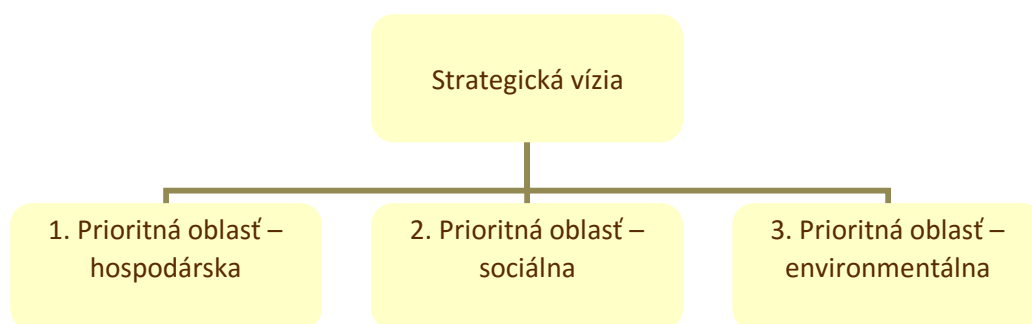 Strategická vízia
1. Prioritná oblasť –
hospodárska
2. Prioritná oblasť –
sociálna
3. Prioritná oblasť –
environmentálna